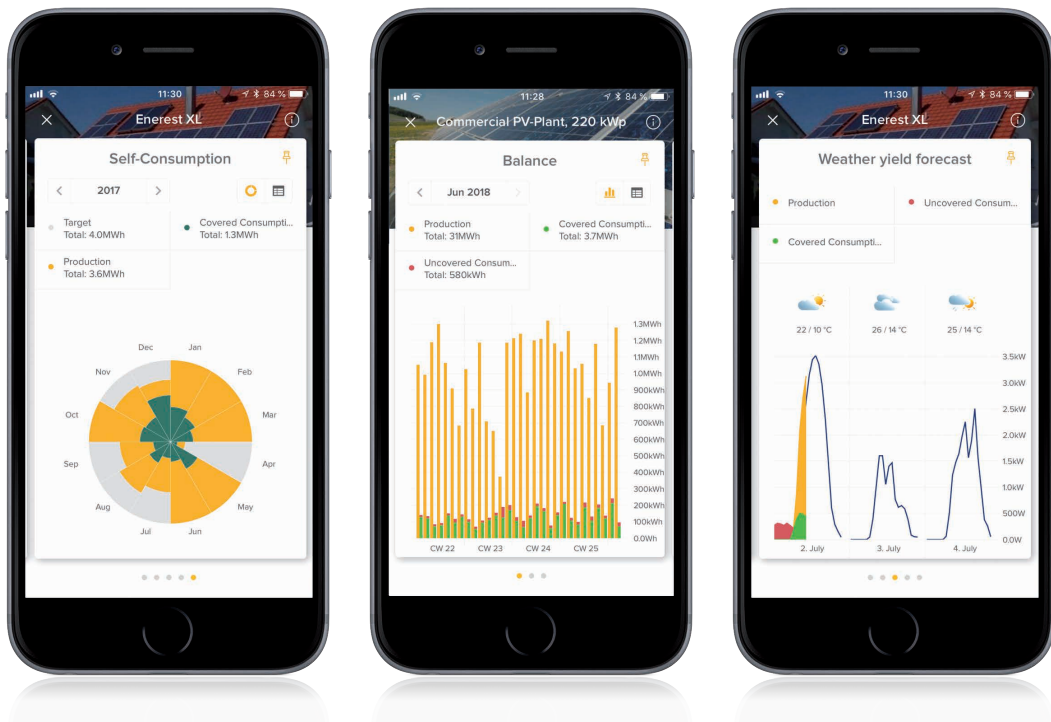 11:30
84 %
Enerest XL
Self-Consumption
2017
Target
Total: 4.0MWh
Covered Consumpti...
Total: 1.3MWh
Production
Total: 3.6MWh
Dec
Jan
Nov
Feb
Oct
Mar
Sep
Apr
Aug
May
Jul
Jun
11:28
84 %
Commercial PV-Plant, 220 kWp
Balance
Jun 2018
Production
Total: 31MWh
Covered Consumpti...
Total: 3.7MWh
Uncovered Consum...
Total: 580kWh
1.3MWh
1.2MWh
1.1MWh
1.0MWh
900kWh
800kWh
700kWh
600kWh
500kWh
400kWh
300kWh
200kWh
100kWh
0.0Wh
CW 22
CW 23
CW 24
CW 25
11:30
84 %
Enerest XL
Weather yield forecast
Production
Uncovered Consum...
Covered Consumpti...
22 / 10 °C
26 / 14 °C
25 / 14 °C
3.5kW
3.0kW
2.5kW
2.0kW
1.5kW
1.0kW
500W
0.0W
2. July
3. July
4. July